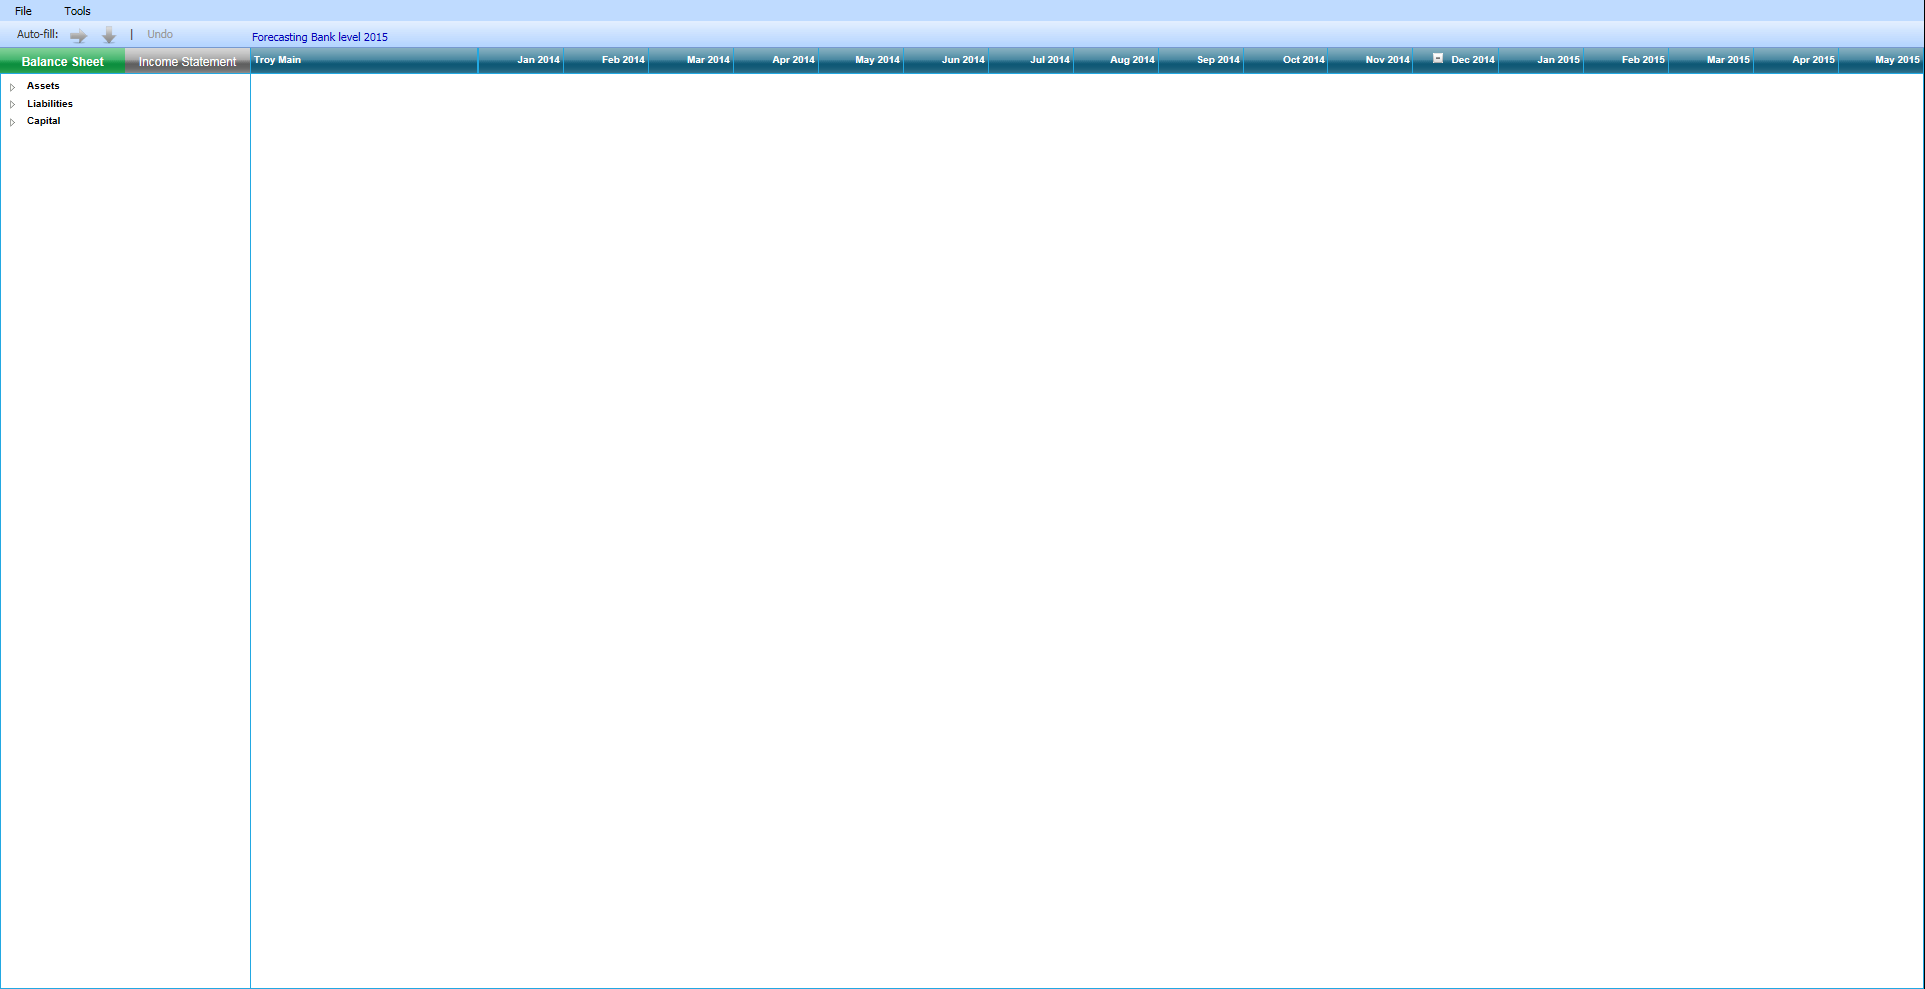 File Tools
Auto-fill: | Undo Forecasting Bank level 2015
Balance Sheet Income Statement Troy Main Jan 2014 Feb 2014 Mar 2014 Apr 2014 May 2014 Jun 2014 Jul 2014 Aug 2014 Sep 2014 Oct 2014 Nov 2014 Dec 2014 Jan 2015 Feb 2015 Mar 2015 Apr 2015 May 2015
Assets
Liabilities
Capital